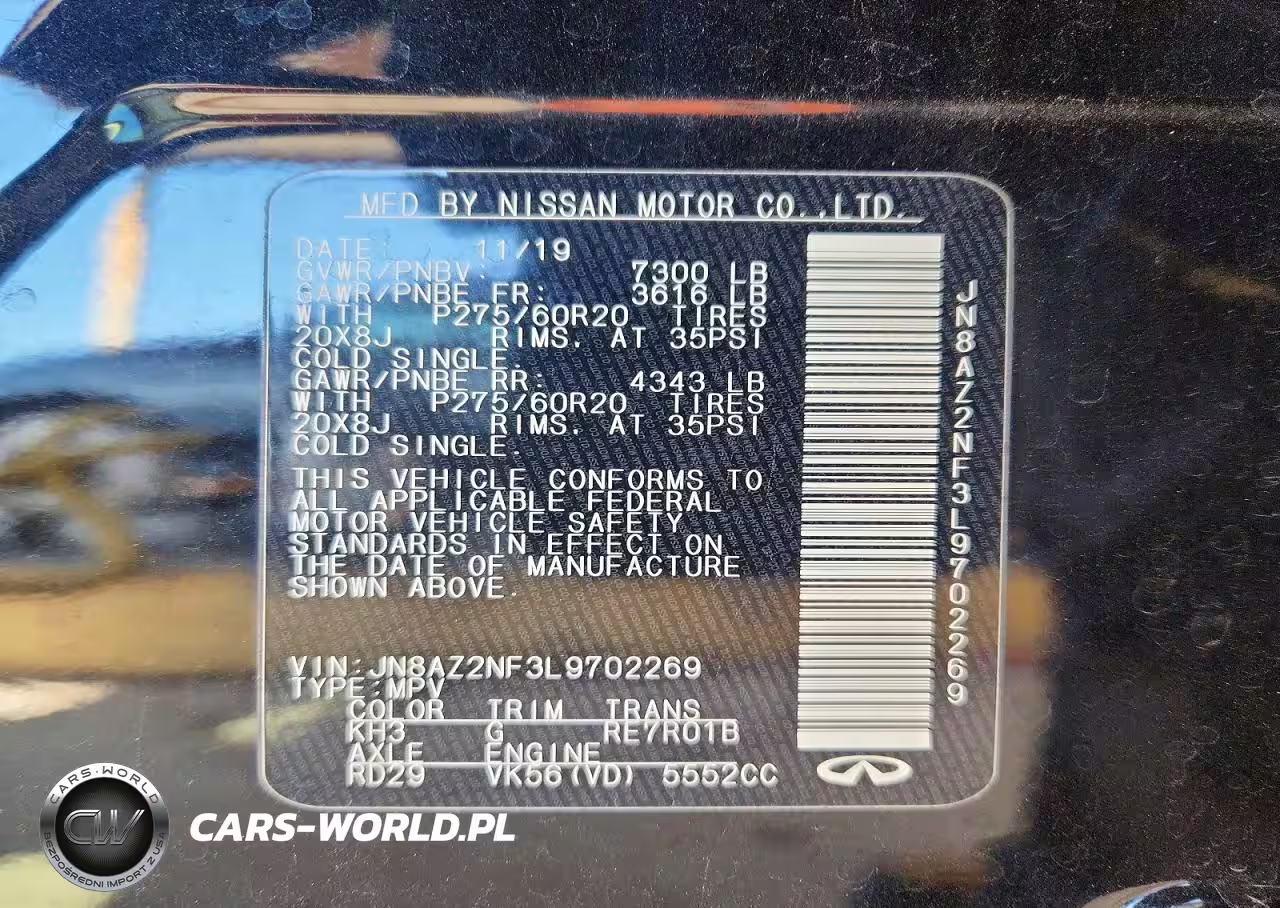 MFD BY NISSAN MOTOR CO.,LTD.
DATE: 11/19
GVWR/PNBV: 7300 LB
GAWR/PNBE FR: 3616 LB
WITH P275/60R20 TIRES
20X8J RIMS. AT 35PSI
COLD SINGLE.
GAWR/PNBE RR: 4343 LB
WITH P275/60R20 TIRES
20X8J RIMS. AT 35PSI
COLD SINGLE.
THIS VEHICLE CONFORMS TO
ALL APPLICABLE FEDERAL
MOTOR VEHICLE SAFETY
STANDARDS IN EFFECT ON
THE DATE OF MANUFACTURE
SHOWN ABOVE.
VIN:JN8AZ2NF3L9702269
TYPE:MPV
COLOR TRIM TRANS
KH3 G RE7R01B
AXLE ENGINE
RD29 VK56(VD) 5552CC
JN8AZ2NF3L9702269
CARS-WORLD
CW
BEZPOŚREDNI IMPORT Z USA
CARS-WORLD.PL